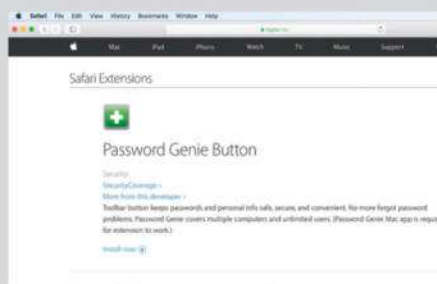 Safari File Edit View History Bookmarks Window Help
Mac iPad iPhone Watch TV Music Support
Safari Extensions
Password Genie Button
Security
SecurityCoverage ›
More from this developer ›
Toolbar button keeps passwords and personal info safe, secure, and convenient. No more forgot password
problems. Password Genie covers multiple computers and unlimited users. (Password Genie Mac app is requi
for extension to work.)
Install now